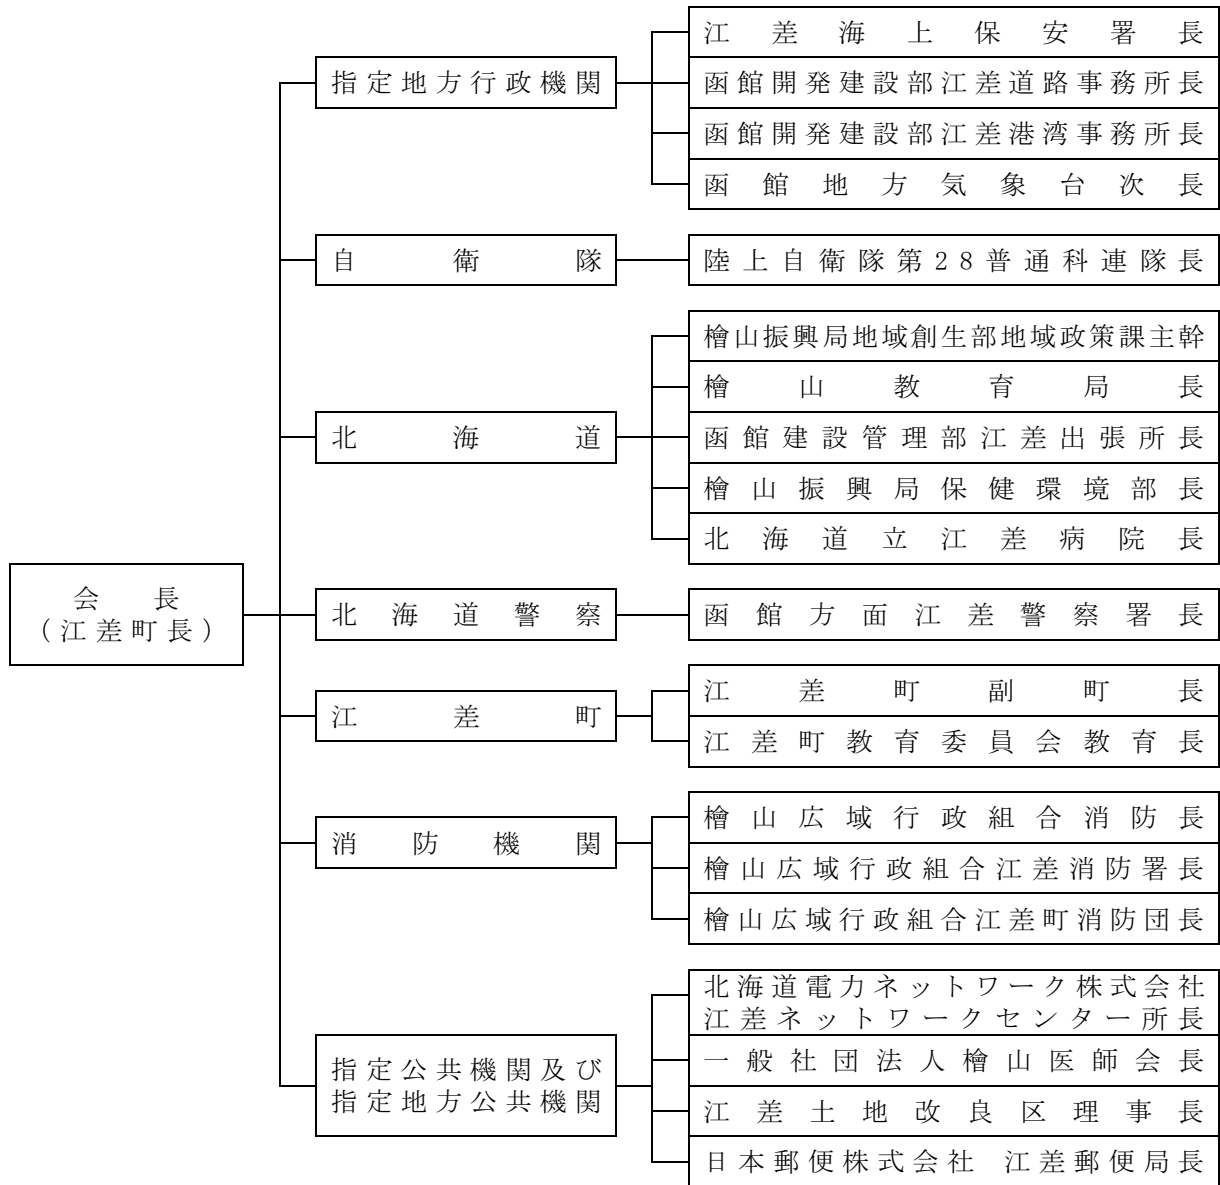 会長
(江差町長)
指定地方行政機関
江差海上保安署長
函館開発建設部江差道路事務所長
函館開発建設部江差港湾事務所長
函館地方気象台次長
自衛隊
陸上自衛隊第28普通科連隊長
北海道
檜山振興局地域創生部地域政策課主幹
檜山教育局長
函館建設管理部江差出張所長
檜山振興局保健環境部長
北海道立江差病院長
北海道警察
函館方面江差警察署長
江差町
江差町副町長
江差町教育委員会教育長
消防機関
檜山広域行政組合消防長
檜山広域行政組合江差消防署長
檜山広域行政組合江差町消防団長
指定公共機関及び
指定地方公共機関
北海道電力ネットワーク株式会社
江差ネットワークセンター所長
一般社団法人檜山医師会長
江差土地改良区理事長
日本郵便株式会社 江差郵便局長